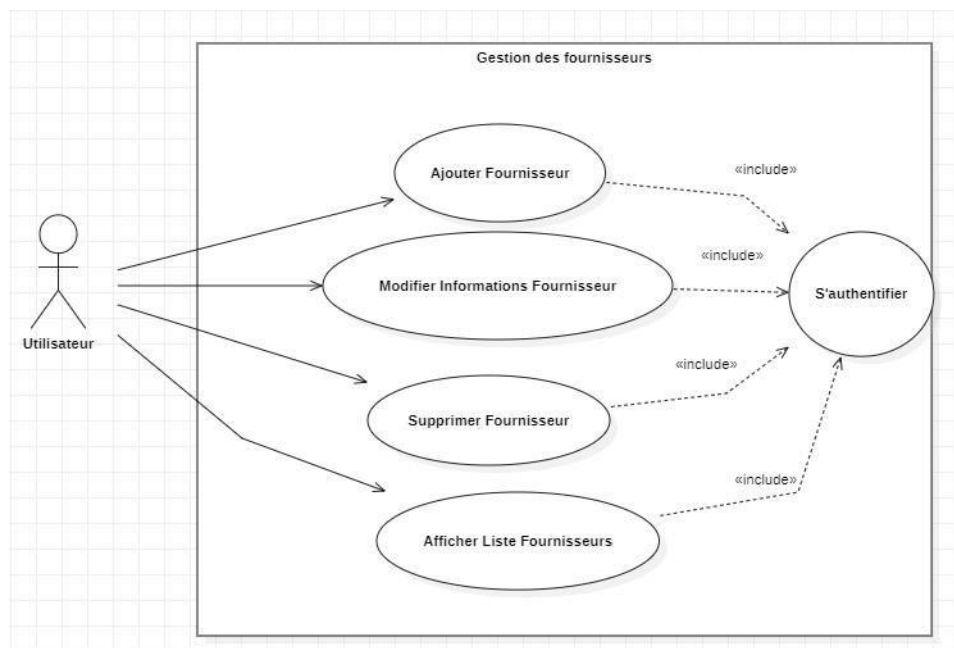 Gestion des fournisseurs
Ajouter Fournisseur
«include»
Modifier Informations Fournisseur
«include»
S'authentifier
Utilisateur
«include»
Supprimer Fournisseur
«include»
Afficher Liste Fournisseurs